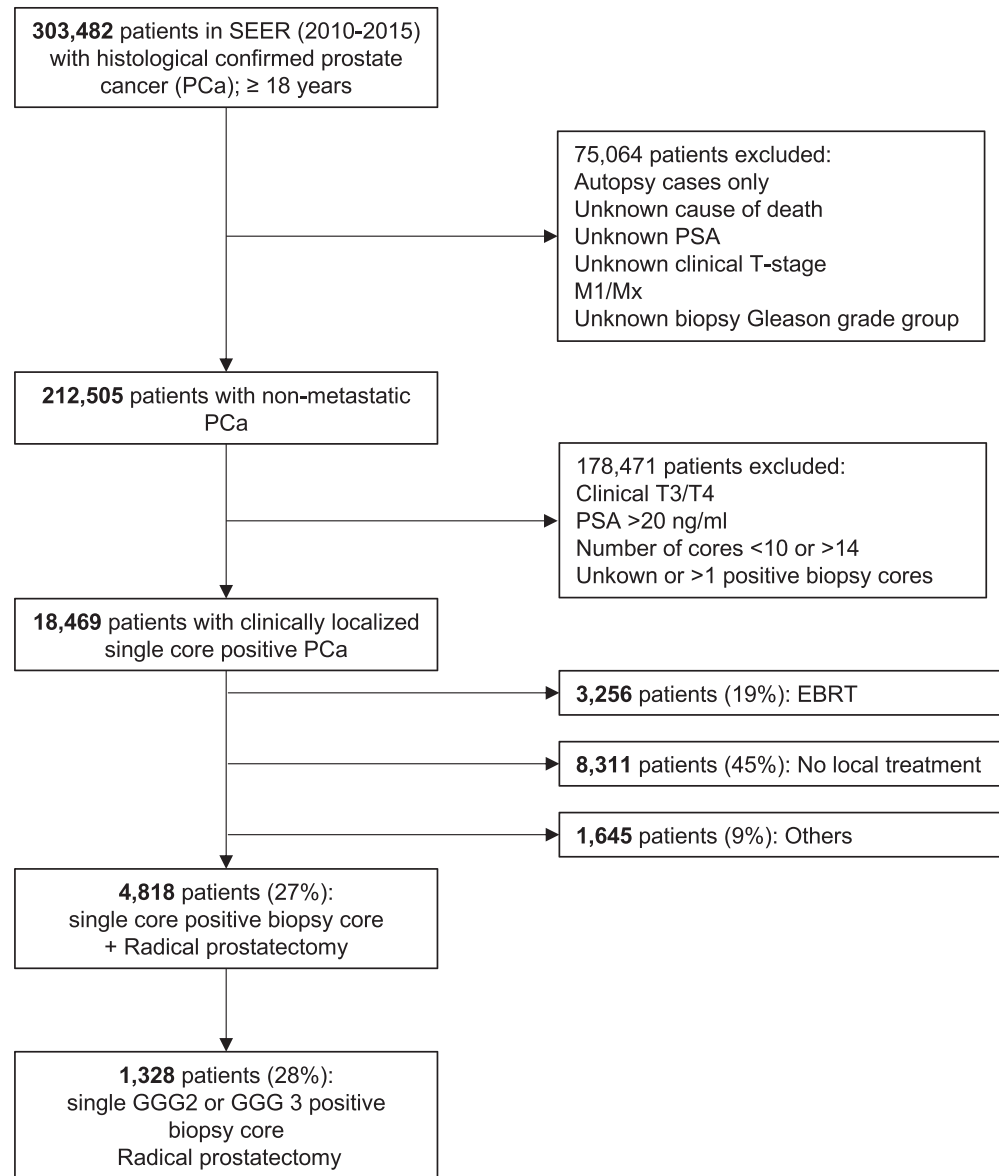 303,482 patients in SEER (2010-2015)
with histological confirmed prostate
cancer (PCa); ≥ 18 years
75,064 patients excluded:
Autopsy cases only
Unknown cause of death
Unknown PSA
Unknown clinical T-stage
M1/Mx
Unknown biopsy Gleason grade group
212,505 patients with non-metastatic
PCa
178,471 patients excluded:
Clinical T3/T4
PSA >20 ng/ml
Number of cores <10 or >14
Unkown or >1 positive biopsy cores
18,469 patients with clinically localized
single core positive PCa
3,256 patients (19%): EBRT
8,311 patients (45%): No local treatment
1,645 patients (9%): Others
4,818 patients (27%):
single core positive biopsy core
+ Radical prostatectomy
1,328 patients (28%):
single GGG2 or GGG 3 positive
biopsy core
Radical prostatectomy